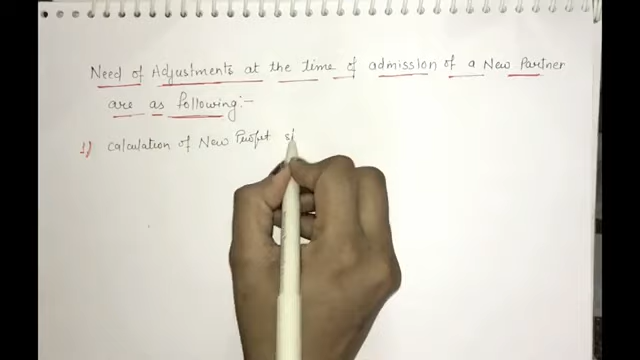 Need of Adjustments at the time of admission of a New Partner
are as following:-
1) Calculation of New Profit s